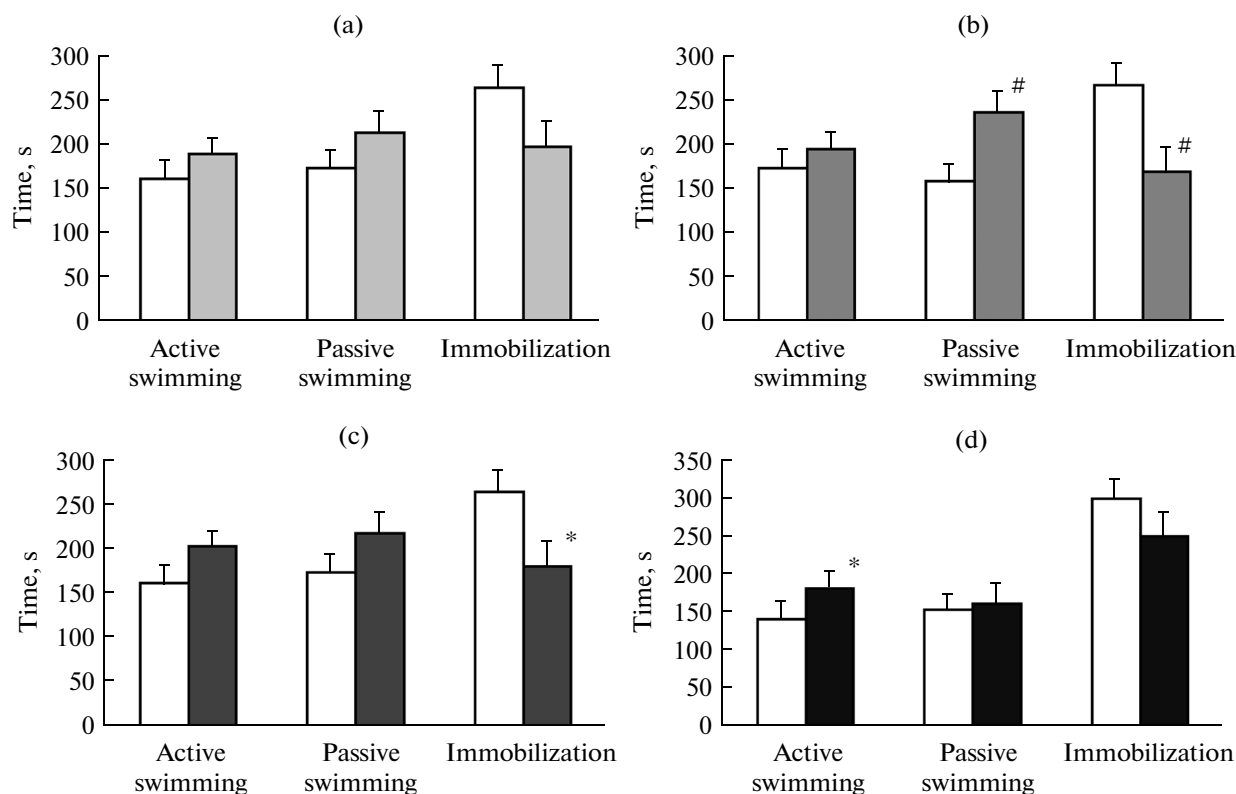 (a)
300
250
200
150
100
50
0
Time, s
Active
swimming
Passive
swimming
Immobilization
(b)
300
250
200
150
100
50
0
Time, s
#
#
Active
swimming
Passive
swimming
Immobilization
(c)
300
250
200
150
100
50
0
Time, s
*
Active
swimming
Passive
swimming
Immobilization
(d)
350
300
250
200
150
100
50
0
Time, s
*
Active
swimming
Passive
swimming
Immobilization